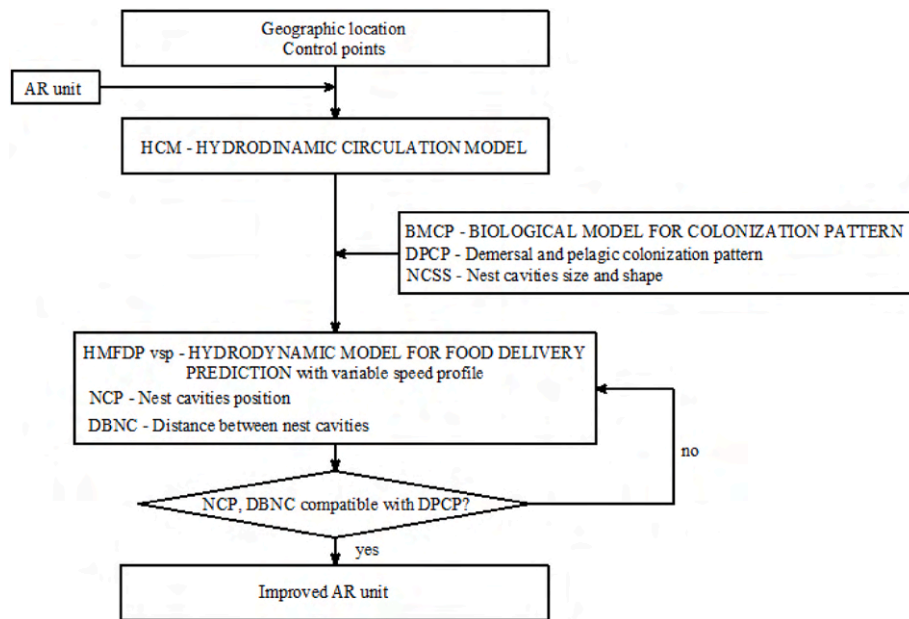 Geographic location
Control points
AR unit
HCM - HYDRODINAMIC CIRCULATION MODEL
BMCP - BIOLOGICAL MODEL FOR COLONIZATION PATTERN
DPCP - Demersal and pelagic colonization pattern
NCSS - Nest cavities size and shape
HMFDP vsp - HYDRODYNAMIC MODEL FOR FOOD DELIVERY
PREDICTION with variable speed profile
NCP - Nest cavities position
DBNC - Distance between nest cavities
no
NCP, DBNC compatible with DPCP?
yes
Improved AR unit